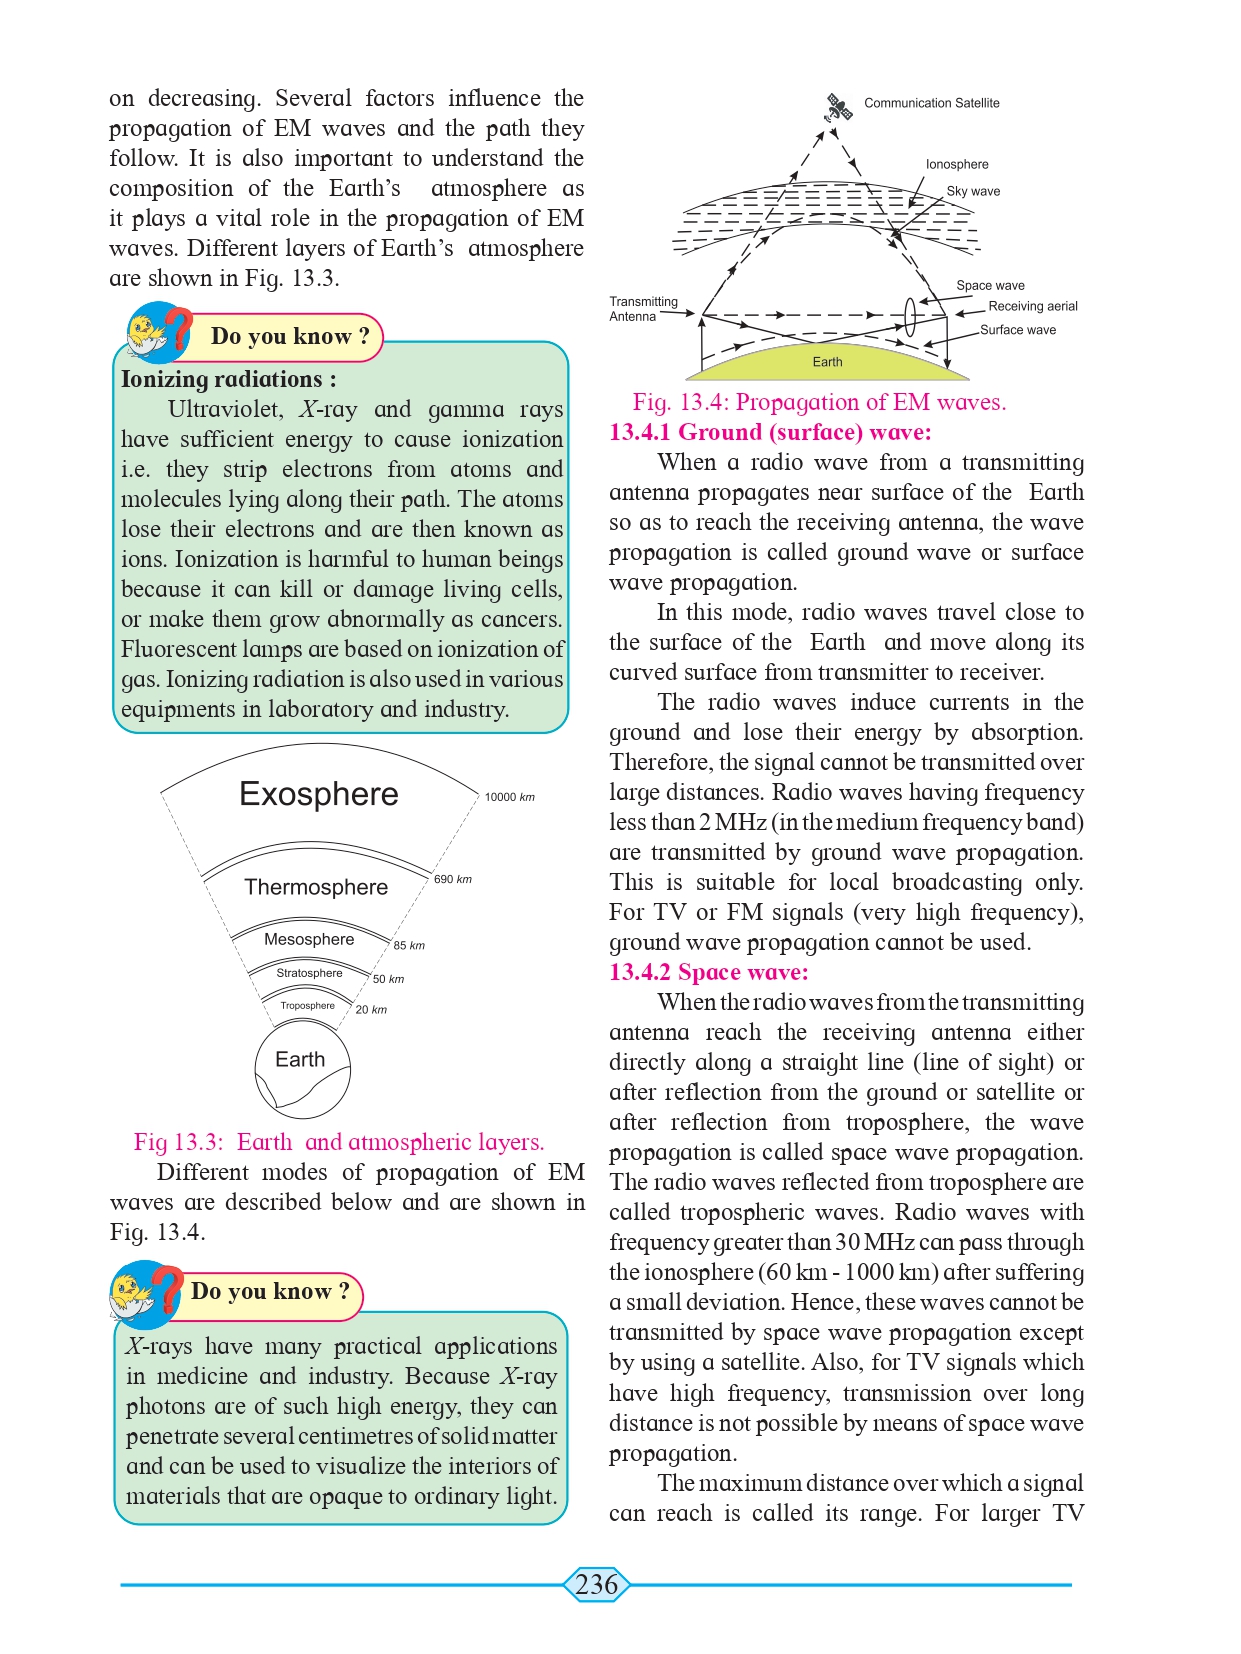 on decreasing. Several factors influence the
propagation of EM waves and the path they
follow. It is also important to understand the
composition of the Earth's atmosphere as
it plays a vital role in the propagation of EM
waves. Different layers of Earth's atmosphere
are shown in Fig. 13.3.
Do you know ?
Ionizing radiations :
Ultraviolet, X-ray and gamma rays
have sufficient energy to cause ionization
i.e. they strip electrons from atoms and
molecules lying along their path. The atoms
lose their electrons and are then known as
ions. Ionization is harmful to human beings
because it can kill or damage living cells,
or make them grow abnormally as cancers.
Fluorescent lamps are based on ionization of
gas. Ionizing radiation is also used in various
equipments in laboratory and industry.
Exosphere
10000 km
690 km
Thermosphere
Mesosphere
85 km
Stratosphere
50 km
Troposphere
20 km
Earth
Fig 13.3: Earth and atmospheric layers.
Different modes of propagation of EM
waves are described below and are shown in
Fig. 13.4.
Do you know ?
X-rays have many practical applications
in medicine and industry. Because X-ray
photons are of such high energy, they can
penetrate several centimetres of solid matter
and can be used to visualize the interiors of
materials that are opaque to ordinary light.
Communication Satellite
Ionosphere
Sky wave
Space wave
Transmitting
Antenna
Receiving aerial
Surface wave
Earth
Fig. 13.4: Propagation of EM waves.
13.4.1 Ground (surface) wave:
When a radio wave from a transmitting
antenna propagates near surface of the Earth
so as to reach the receiving antenna, the wave
propagation is called ground wave or surface
wave propagation.
In this mode, radio waves travel close to
the surface of the Earth and move along its
curved surface from transmitter to receiver.
The radio waves induce currents in the
ground and lose their energy by absorption.
Therefore, the signal cannot be transmitted over
large distances. Radio waves having frequency
less than 2 MHz (in the medium frequency band)
are transmitted by ground wave propagation.
This is suitable for local broadcasting only.
For TV or FM signals (very high frequency),
ground wave propagation cannot be used.
13.4.2 Space wave:
When the radio waves from the transmitting
antenna reach the receiving antenna either
directly along a straight line (line of sight) or
after reflection from the ground or satellite or
after reflection from troposphere, the wave
propagation is called space wave propagation.
The radio waves reflected from troposphere are
called tropospheric waves. Radio waves with
frequency greater than 30 MHz can pass through
the ionosphere (60 km - 1000 km) after suffering
a small deviation. Hence, these waves cannot be
transmitted by space wave propagation except
by using a satellite. Also, for TV signals which
have high frequency, transmission over long
distance is not possible by means of space wave
propagation.
The maximum distance over which a signal
can reach is called its range. For larger TV
236